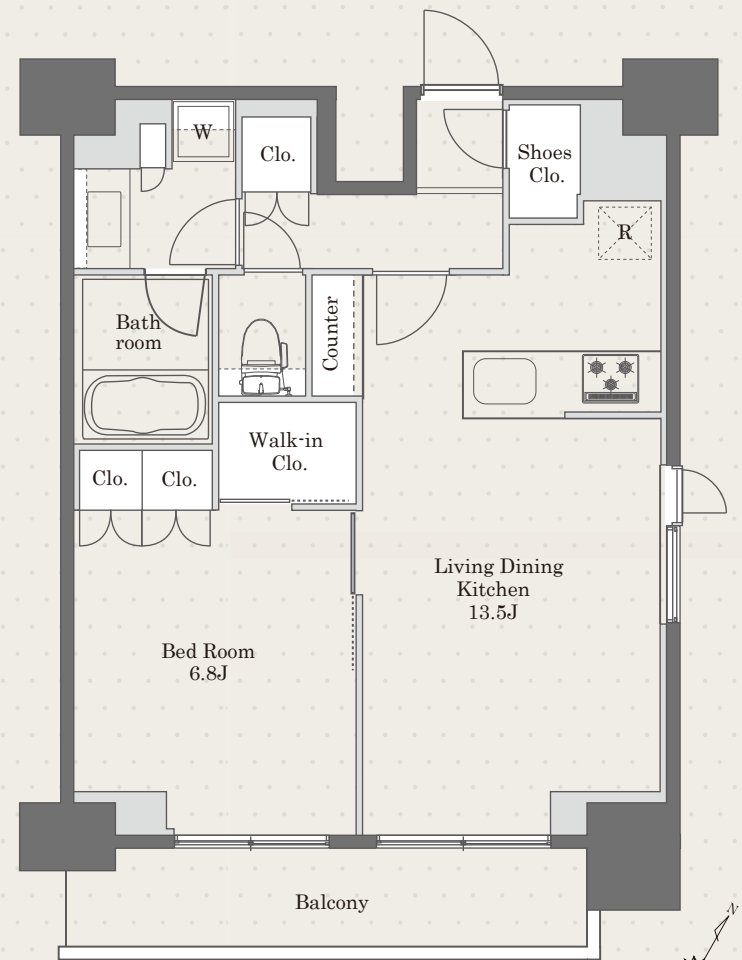 W
Clo.
Shoes
Clo.
R
Bath
room
Counter
Walk-in
Clo.
Clo.
Clo.
Living Dining
Kitchen
13.5J
Bed Room
6.8J
Balcony
N